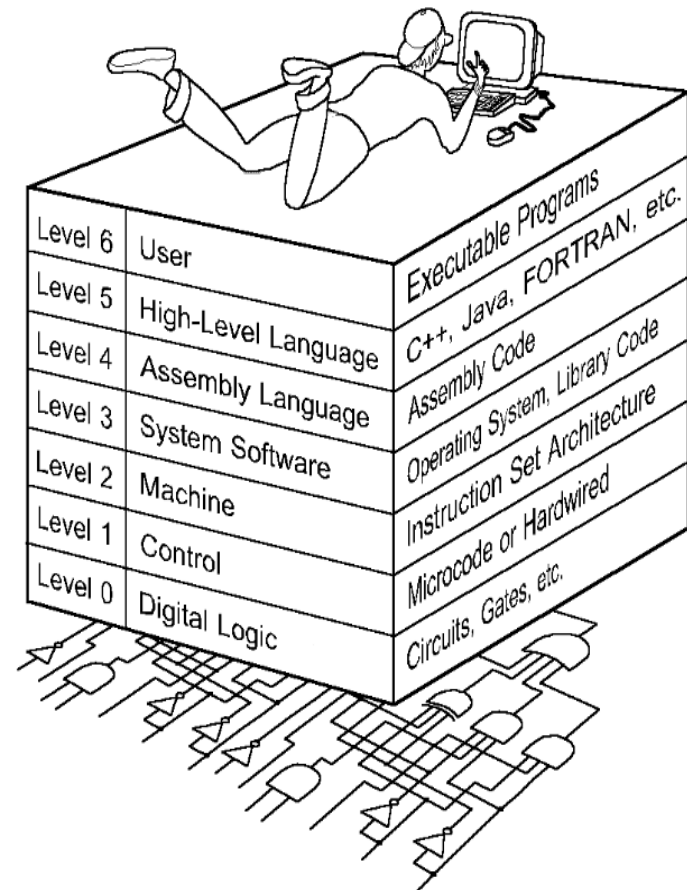 Level 6 User Executable Programs
Level 5 High-Level Language C++, Java, FORTRAN, etc.
Level 4 Assembly Language Assembly Code
Level 3 System Software Operating System, Library Code
Level 2 Machine Instruction Set Architecture
Level 1 Control Microcode or Hardwired
Level 0 Digital Logic Circuits, Gates, etc.